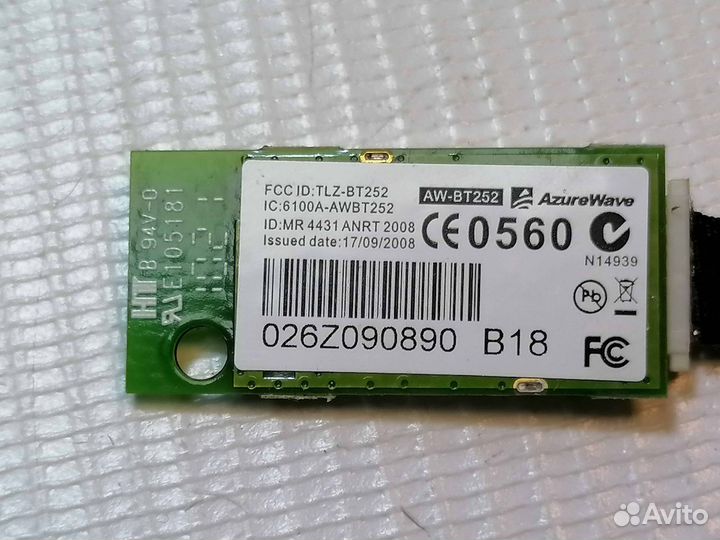 FCC ID:TLZ-BT252
IC:6100A-AWBT252
ID:MR 4431 ANRT 2008
Issued date:17/09/2008
AW-BT252 AzureWave
CE0560
N14939
Pb
026Z090890 B18
FC
B 94V-0
E105181
Avito